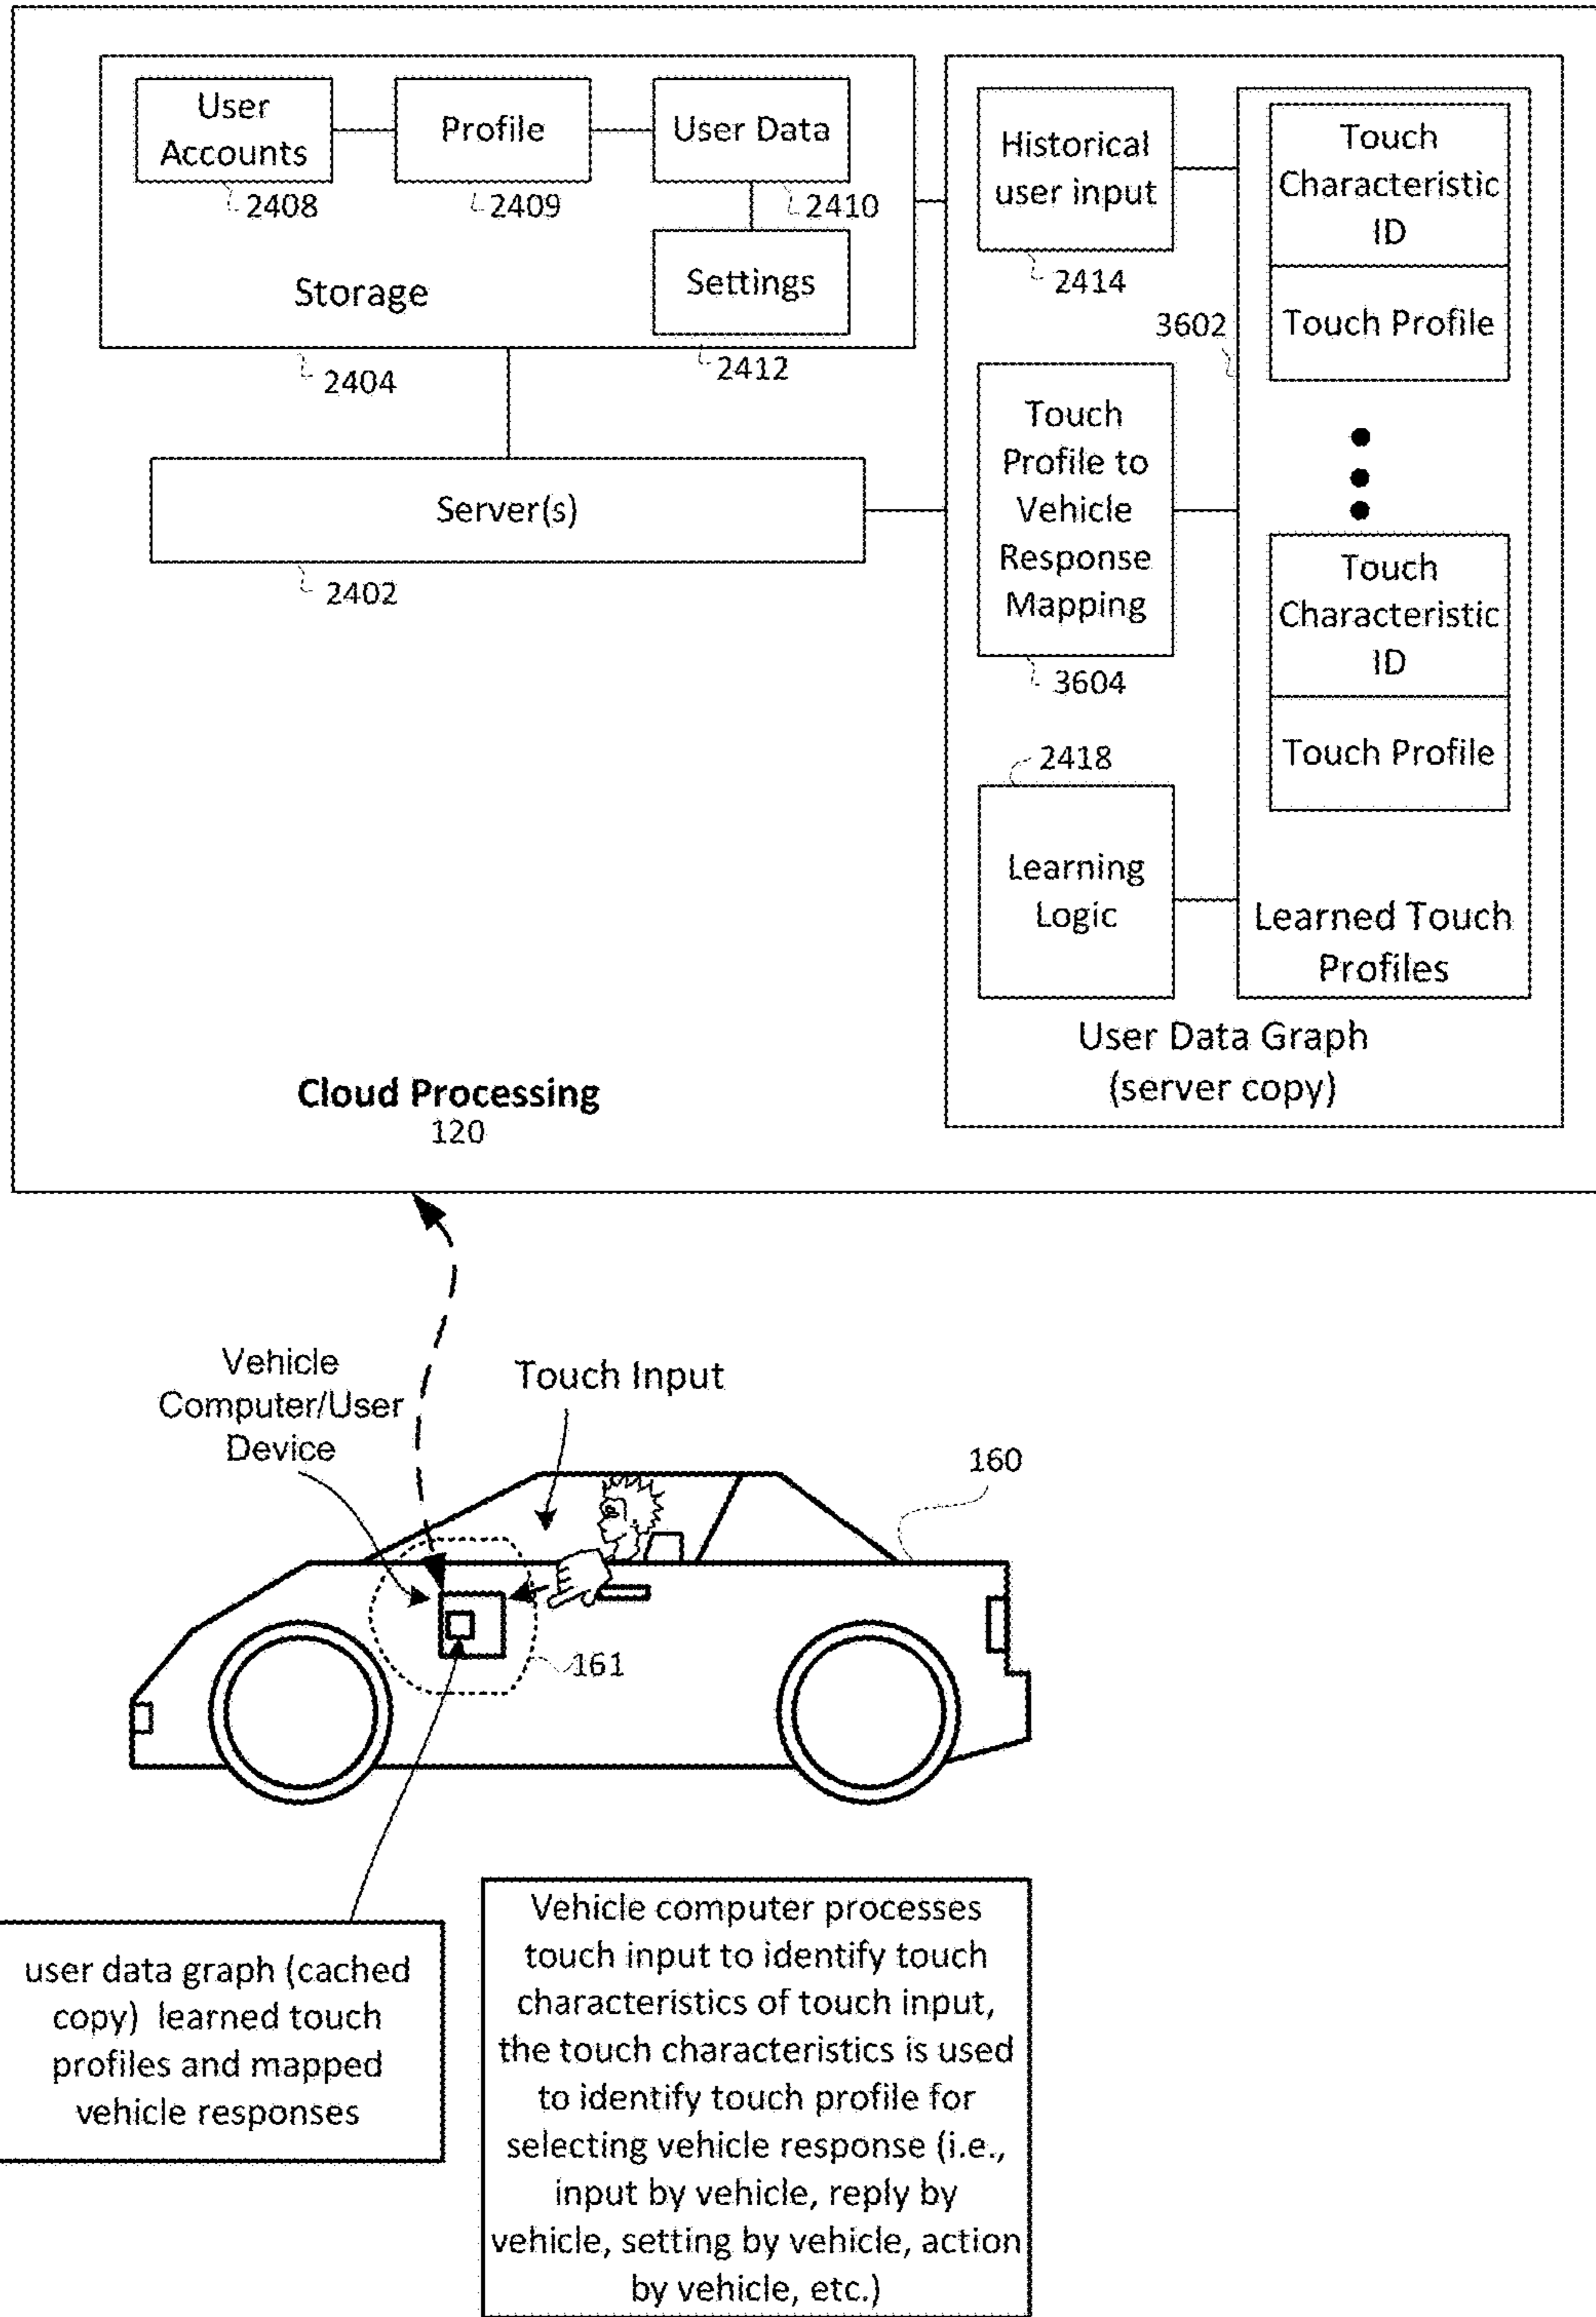 User
Accounts
2408
Profile
2409
User Data
2410
Settings
2412
Storage
2404
Server(s)
2402
Historical
user input
2414
3602
Touch
Profile to
Vehicle
Response
Mapping
3604
2418
Learning
Logic
Touch
Characteristic
ID
Touch Profile
Touch
Characteristic
ID
Touch Profile
Learned Touch
Profiles
User Data Graph
(server copy)
Cloud Processing
120
Vehicle
Computer/User
Device
Touch Input
160
161
user data graph (cached
copy) learned touch
profiles and mapped
vehicle responses
Vehicle computer processes
touch input to identify touch
characteristics of touch input,
the touch characteristics is used
to identify touch profile for
selecting vehicle response (i.e.,
input by vehicle, reply by
vehicle, setting by vehicle, action
by vehicle, etc.)